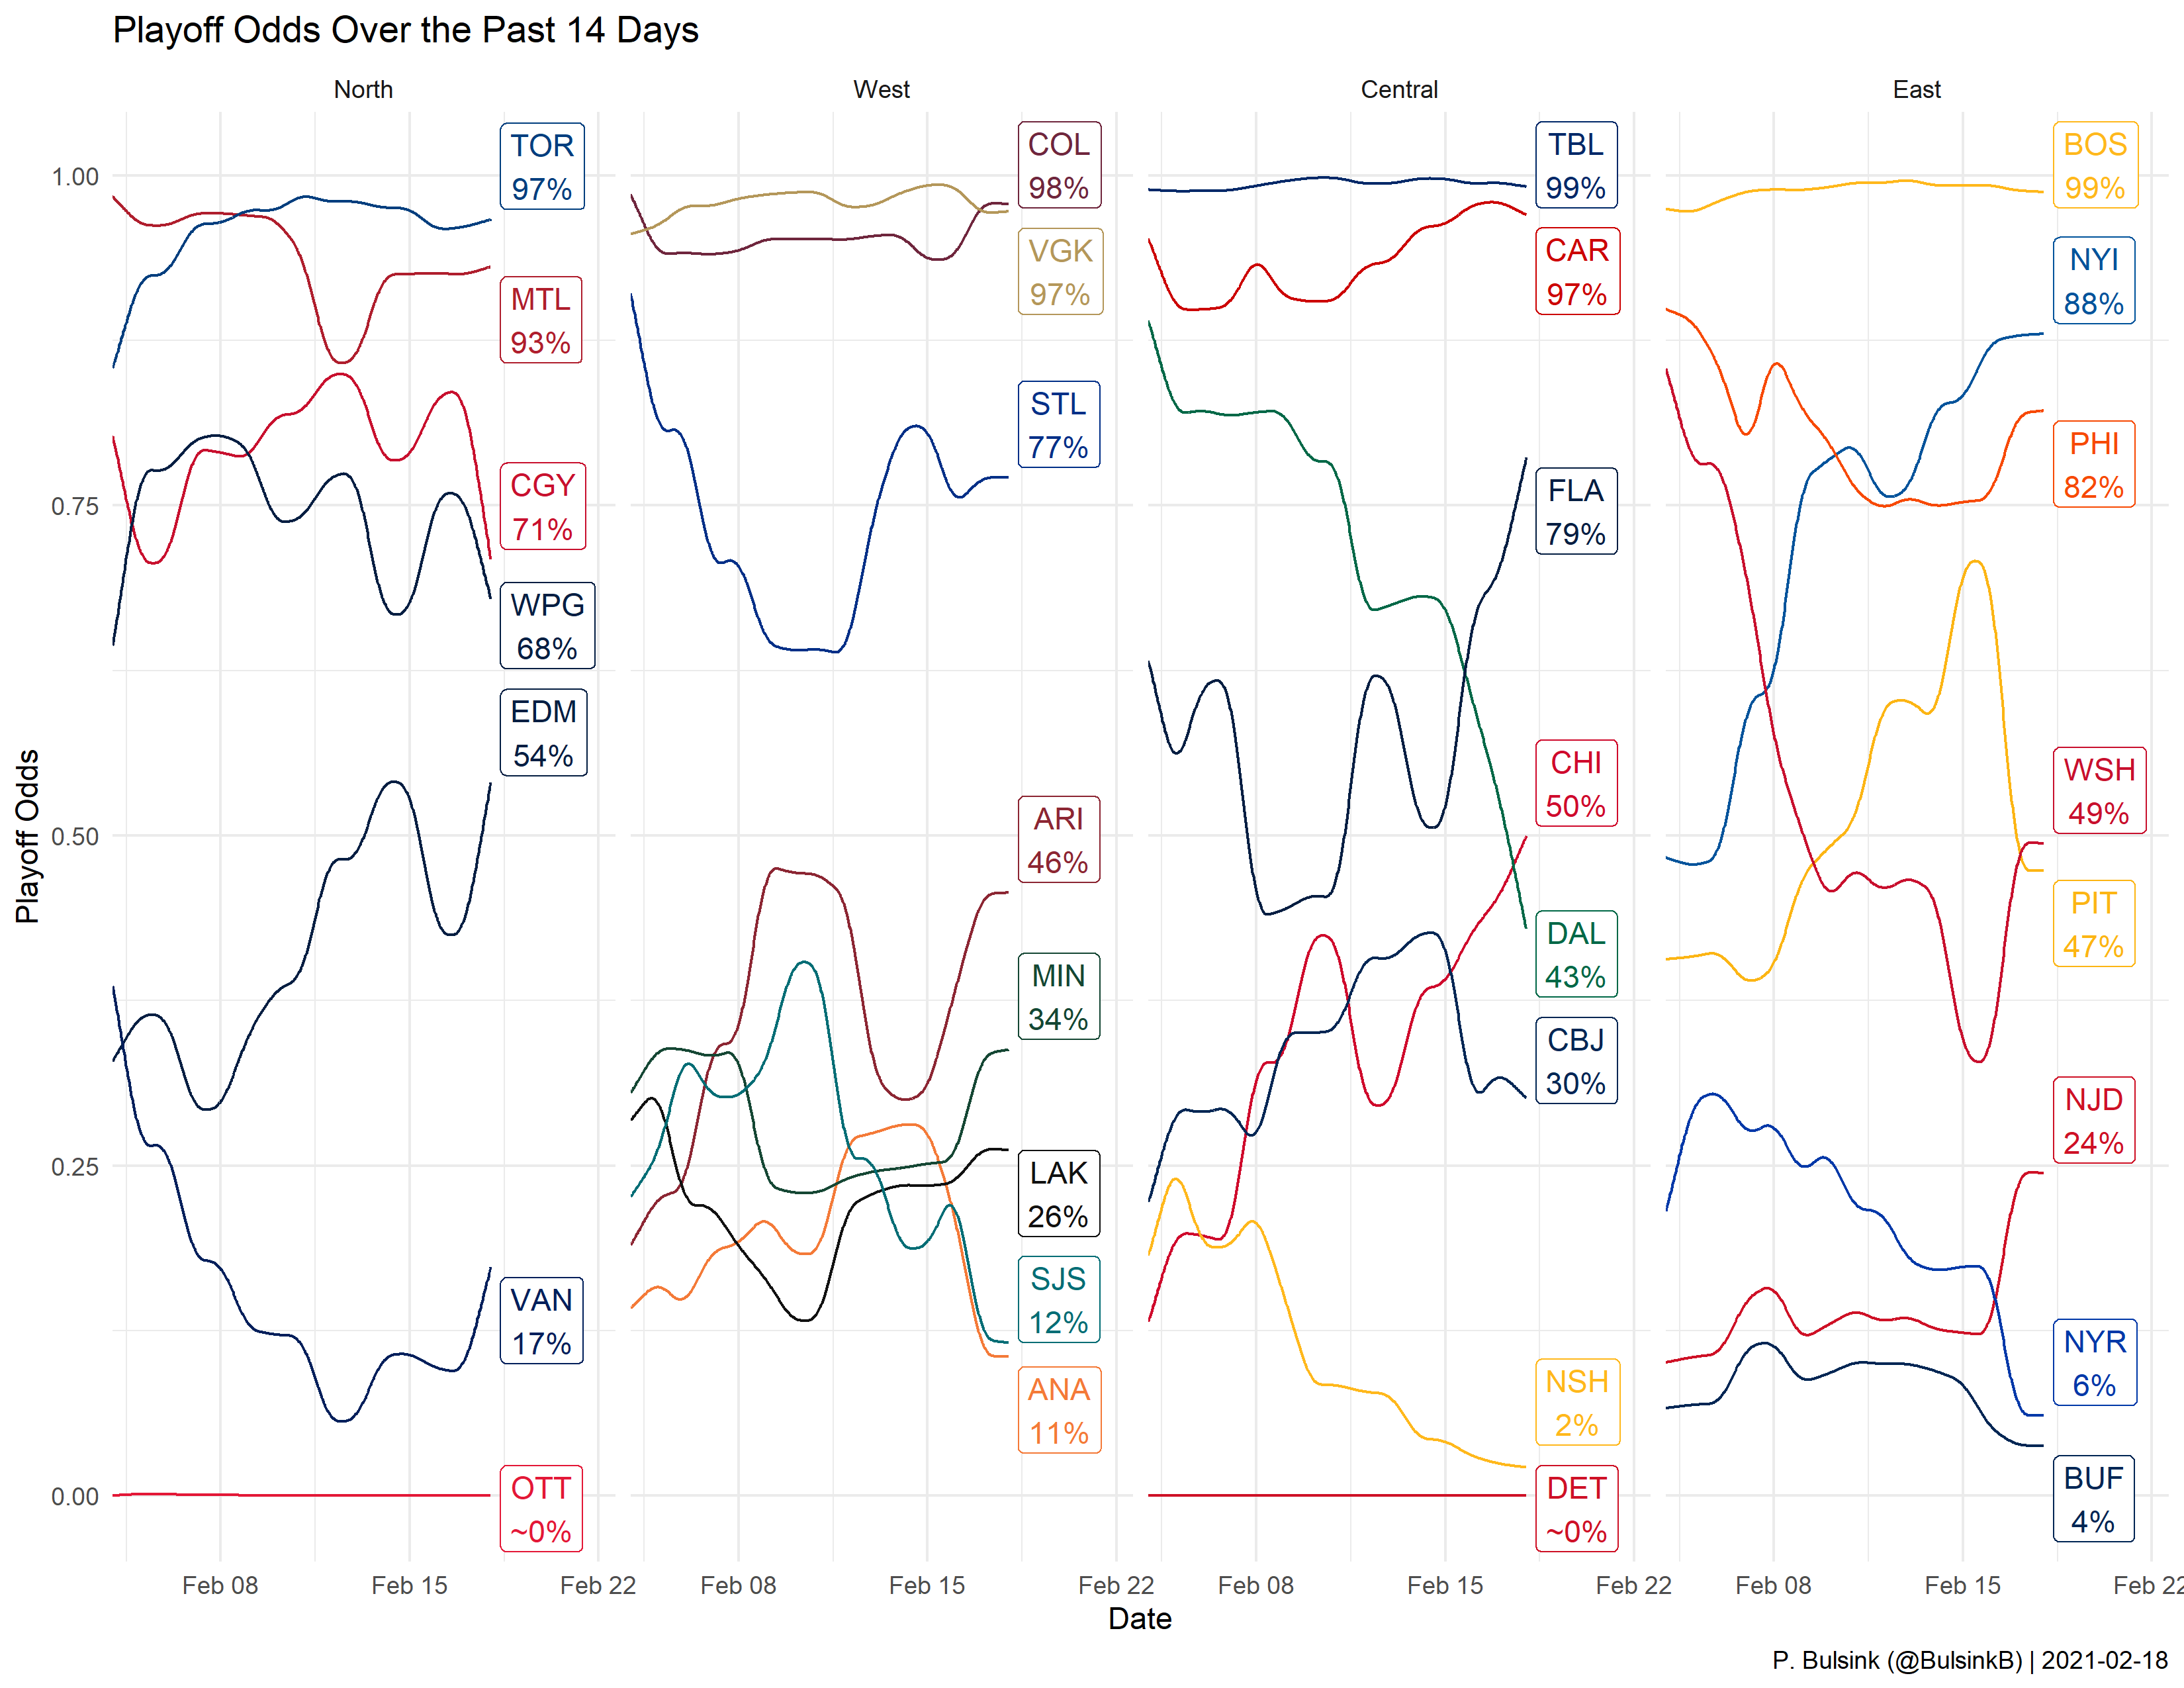 Playoff Odds Over the Past 14 Days
North
West
Central
East
Playoff Odds
1.00
0.75
0.50
0.25
0.00
TOR
97%
MTL
93%
CGY
71%
WPG
68%
EDM
54%
VAN
17%
OTT
~0%
COL
98%
VGK
97%
STL
77%
ARI
46%
MIN
34%
LAK
26%
SJS
12%
ANA
11%
TBL
99%
CAR
97%
FLA
79%
CHI
50%
DAL
43%
CBJ
30%
NSH
2%
DET
~0%
BOS
99%
NYI
88%
PHI
82%
WSH
49%
PIT
47%
NJD
24%
NYR
6%
BUF
4%
Feb 08 Feb 15 Feb 22 Feb 08 Feb 15 Feb 22 Feb 08 Feb 15 Feb 22 Feb 08 Feb 15 Feb 22
Date
P. Bulsink (@BulsinkB) | 2021-02-18